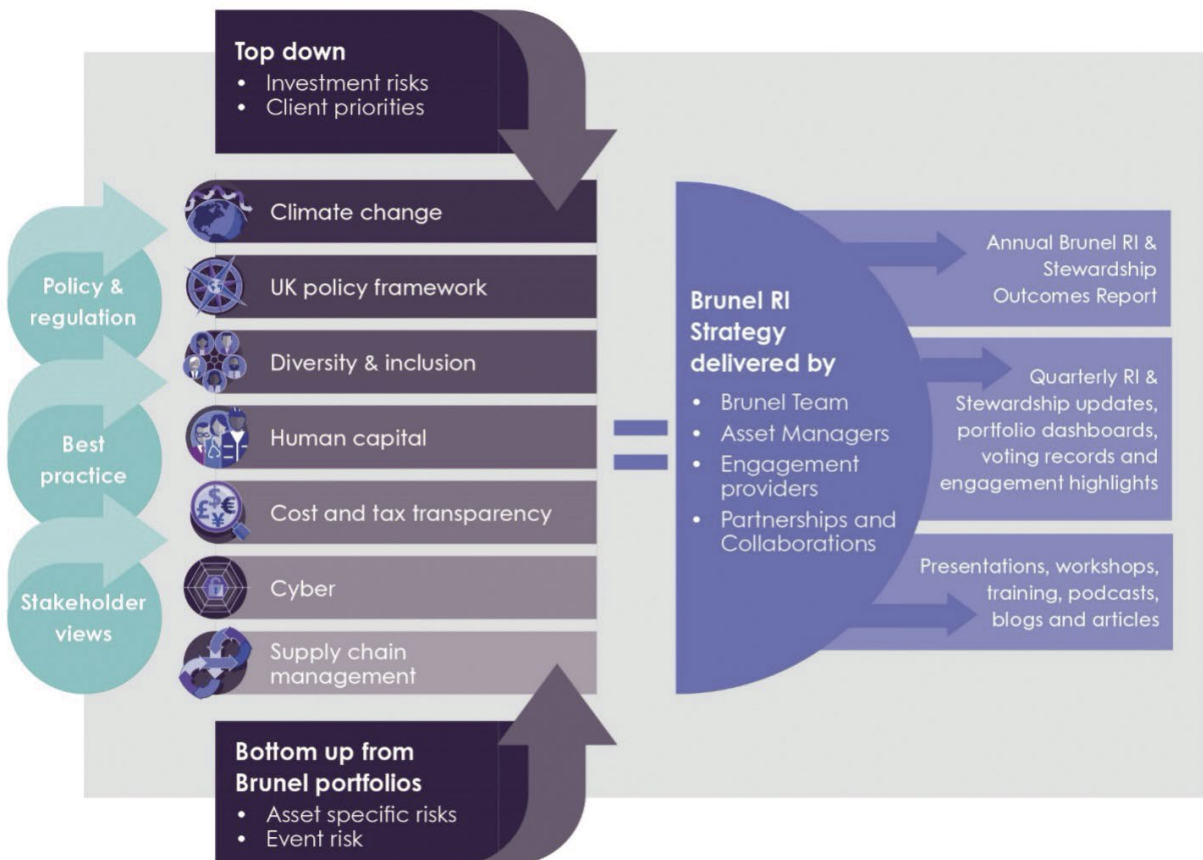 Top down
• Investment risks
• Client priorities
Policy &
regulation
Best
practice
Stakeholder
views
Climate change
UK policy framework
Diversity & inclusion
Human capital
$
£ €
¥
Cost and tax transparency
Cyber
Supply chain
management
Bottom up from
Brunel portfolios
• Asset specific risks
• Event risk
=
Brunel RI
Strategy
delivered by
• Brunel Team
• Asset Managers
• Engagement
providers
• Partnerships and
Collaborations
Annual Brunel RI &
Stewardship
Outcomes Report
Quarterly RI &
Stewardship updates,
portfolio dashboards,
voting records and
engagement highlights
Presentations, workshops,
training, podcasts,
blogs and articles